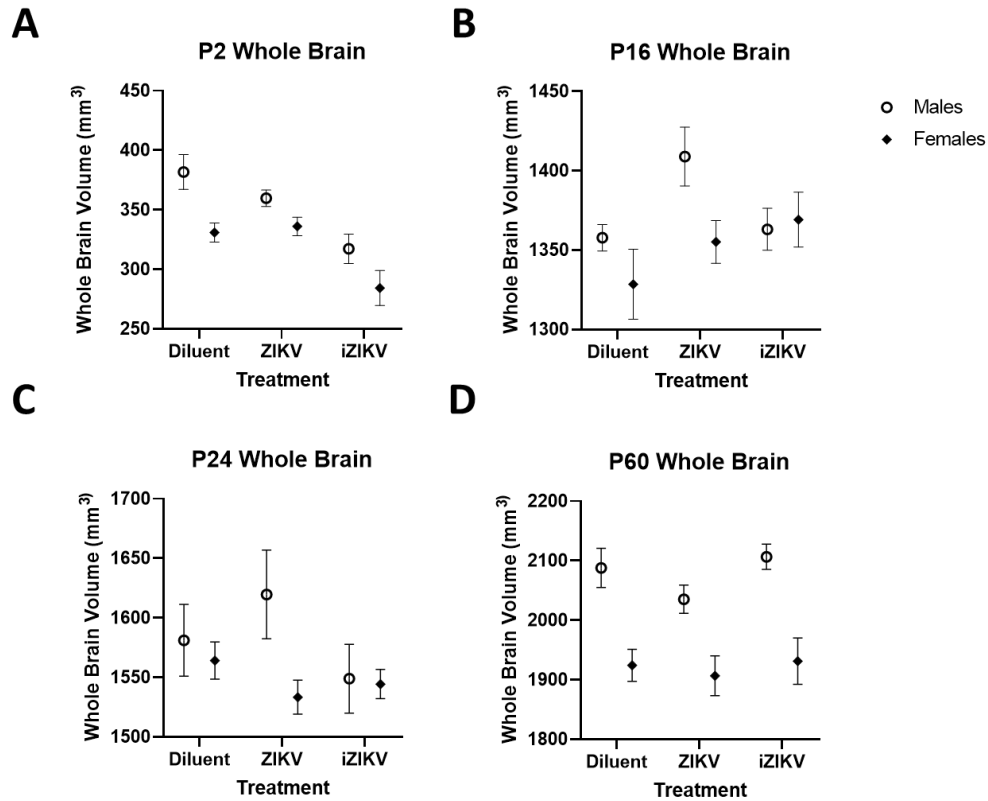 A
P2 Whole Brain
Whole Brain Volume (mm³)
450
400
350
300
250
Diluent ZIKV iZIKV
Treatment
B
P16 Whole Brain
Whole Brain Volume (mm³)
1450
1400
1350
1300
Diluent ZIKV iZIKV
Treatment
Males
Females
C
P24 Whole Brain
Whole Brain Volume (mm³)
1700
1650
1600
1550
1500
Diluent ZIKV iZIKV
Treatment
D
P60 Whole Brain
Whole Brain Volume (mm³)
2200
2100
2000
1900
1800
Diluent ZIKV iZIKV
Treatment